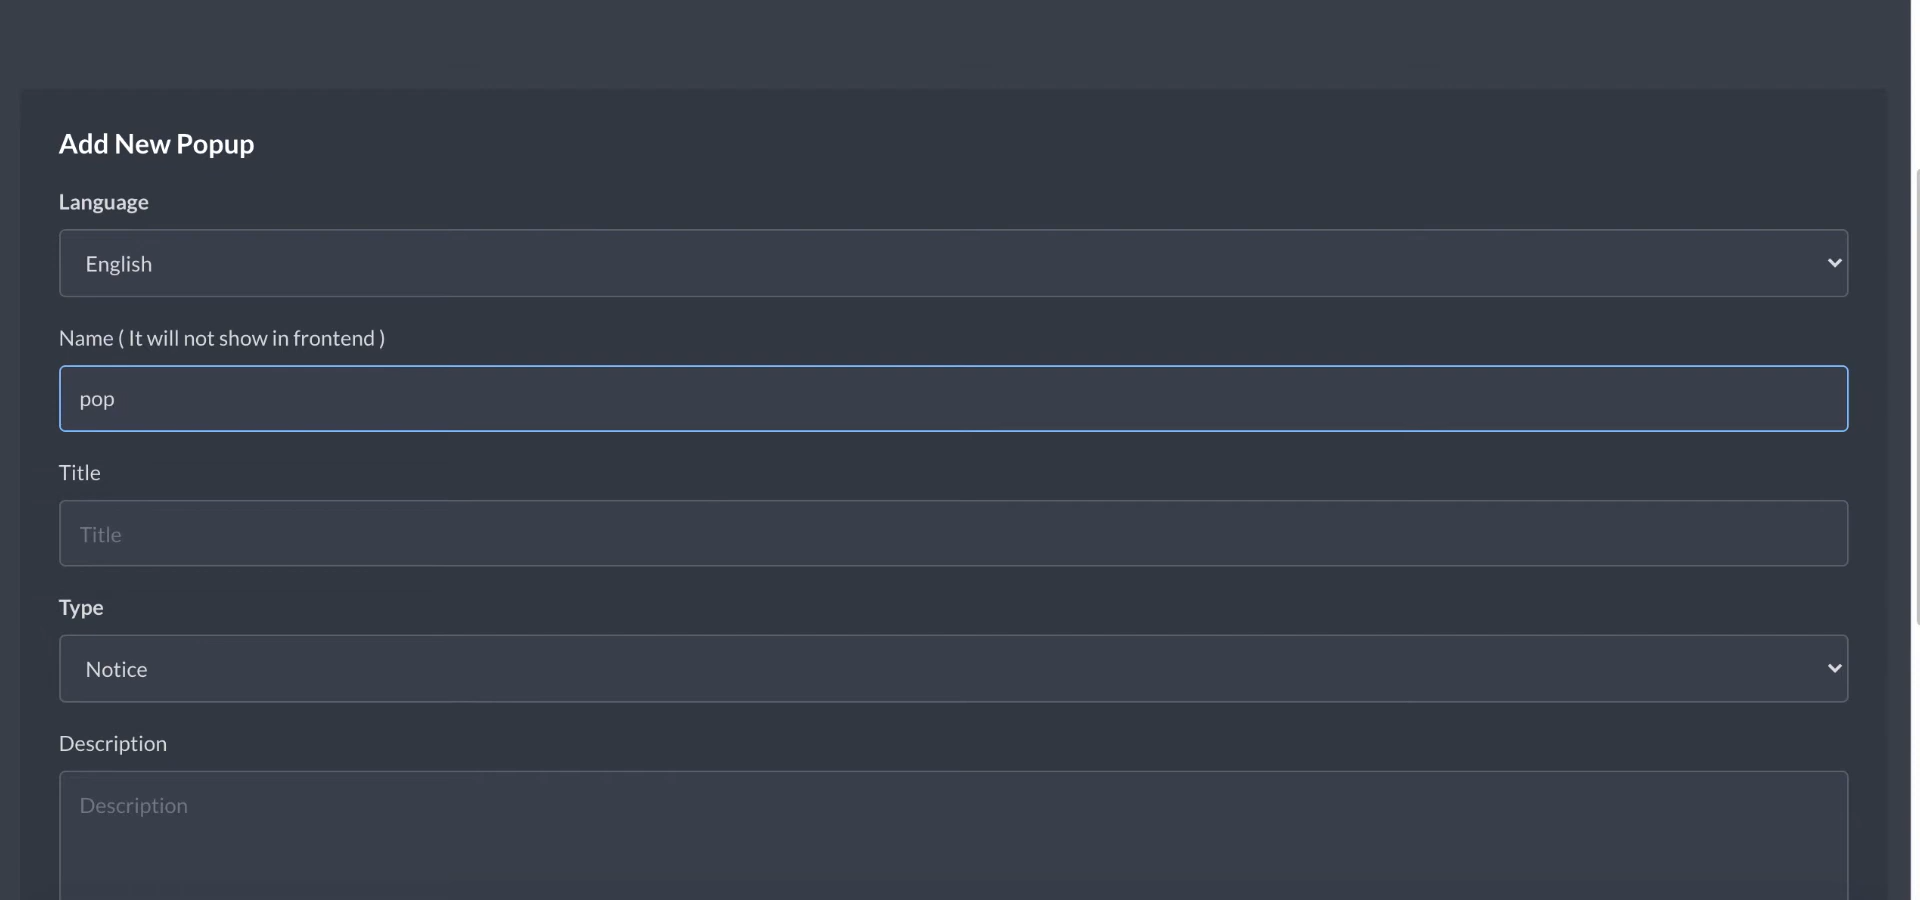 Add New Popup
Language
English
Name ( It will not show in frontend )
pop
Title
Title
Type
Notice
Description
Description